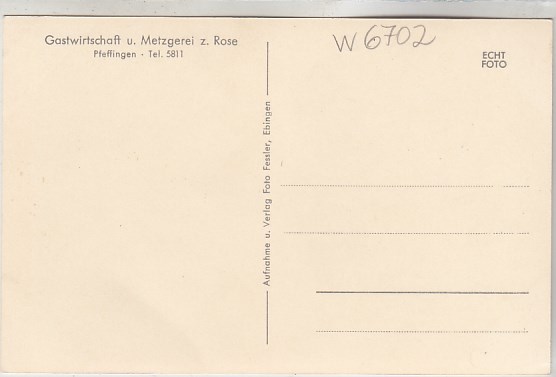 Gastwirtschaft u. Metzgerei z. Rose
Pfeffingen · Tel. 5811
W 6702
ECHT
FOTO
Aufnahme u. Verlag Foto Fessler, Ebingen